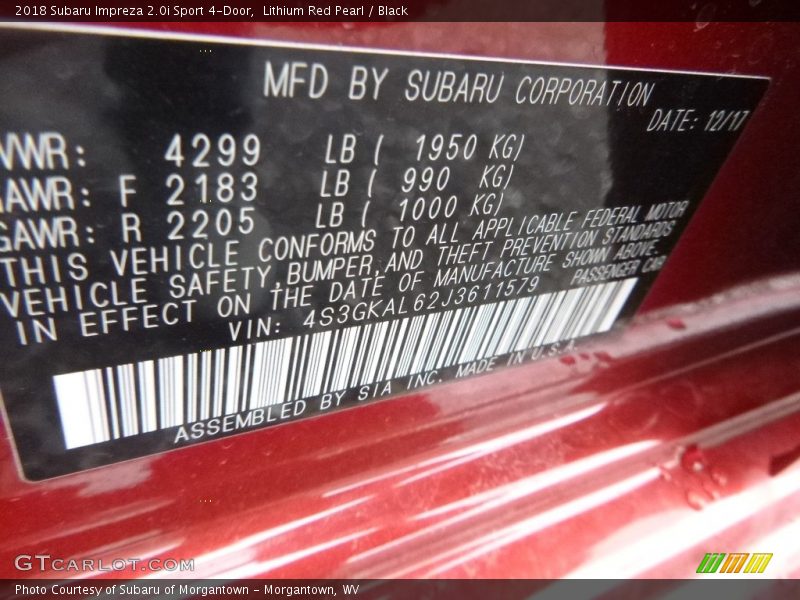 2018 Subaru Impreza 2.0i Sport 4-Door, Lithium Red Pearl / Black
MFD BY SUBARU CORPORATION
DATE: 12/17
VWR: 4299 LB ( 1950 KG)
GAWR: F 2183 LB ( 990 KG)
GAWR: R 2205 LB ( 1000 KG)
THIS VEHICLE CONFORMS TO ALL APPLICABLE FEDERAL MOTOR
VEHICLE SAFETY, BUMPER, AND THEFT PREVENTION STANDARDS
IN EFFECT ON THE DATE OF MANUFACTURE SHOWN ABOVE.
VIN: 4S3GKAL62J3611579 PASSENGER CAR
ASSEMBLED BY SIA INC. MADE IN U.S.A.
GTCARLOT.COM
Photo Courtesy of Subaru of Morgantown - Morgantown, WV